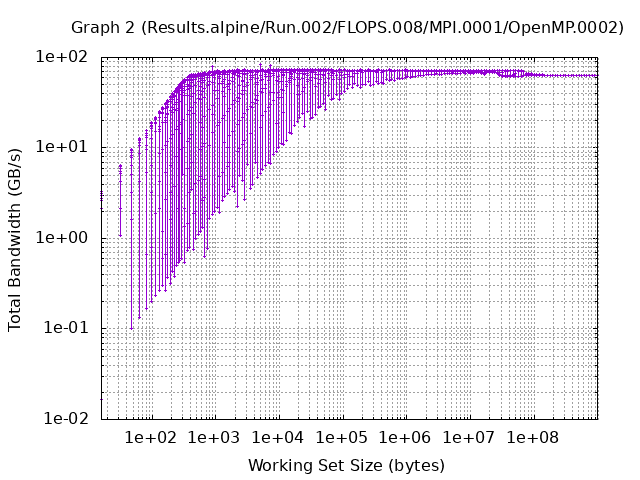 Graph 2 (Results.alpine/Run.002/FLOPS.008/MPI.0001/OpenMP.0002)
Total Bandwidth (GB/s)
1e+02
1e+01
1e+00
1e-01
1e-02
1e+02 1e+03 1e+04 1e+05 1e+06 1e+07 1e+08
Working Set Size (bytes)